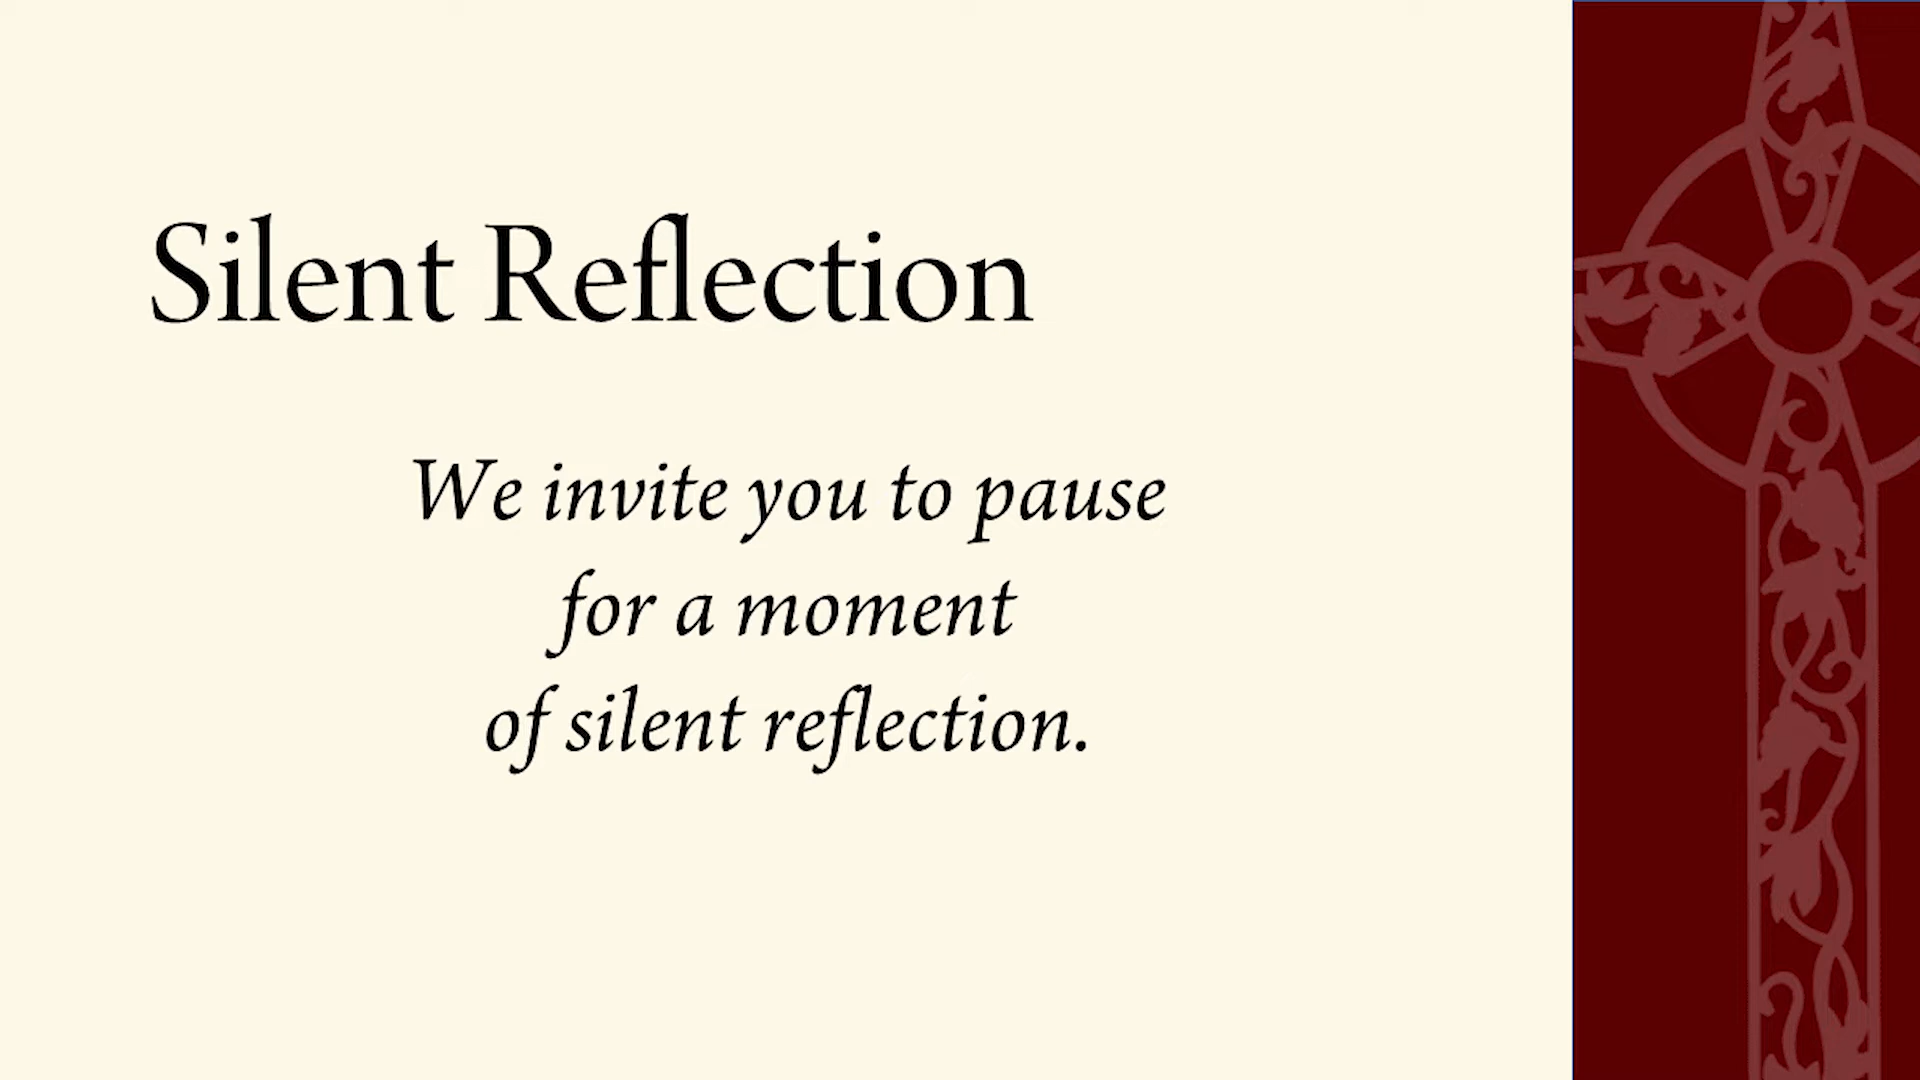 Silent Reflection
We invite you to pause
for a moment
of silent reflection.